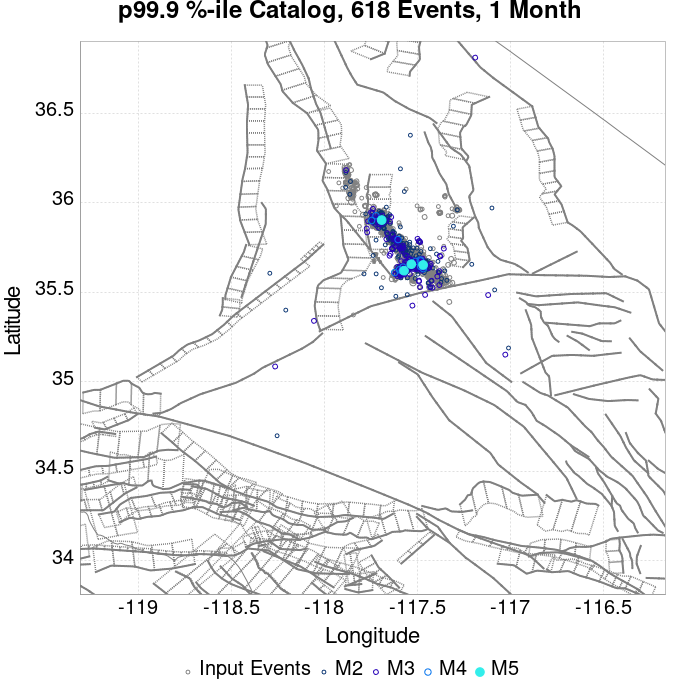 p99.9 %-ile Catalog, 618 Events, 1 Month
Latitude
36.5
36
35.5
35
34.5
34
-119
-118.5
-118
-117.5
-117
-116.5
Longitude
Input Events
M2
M3
M4
M5